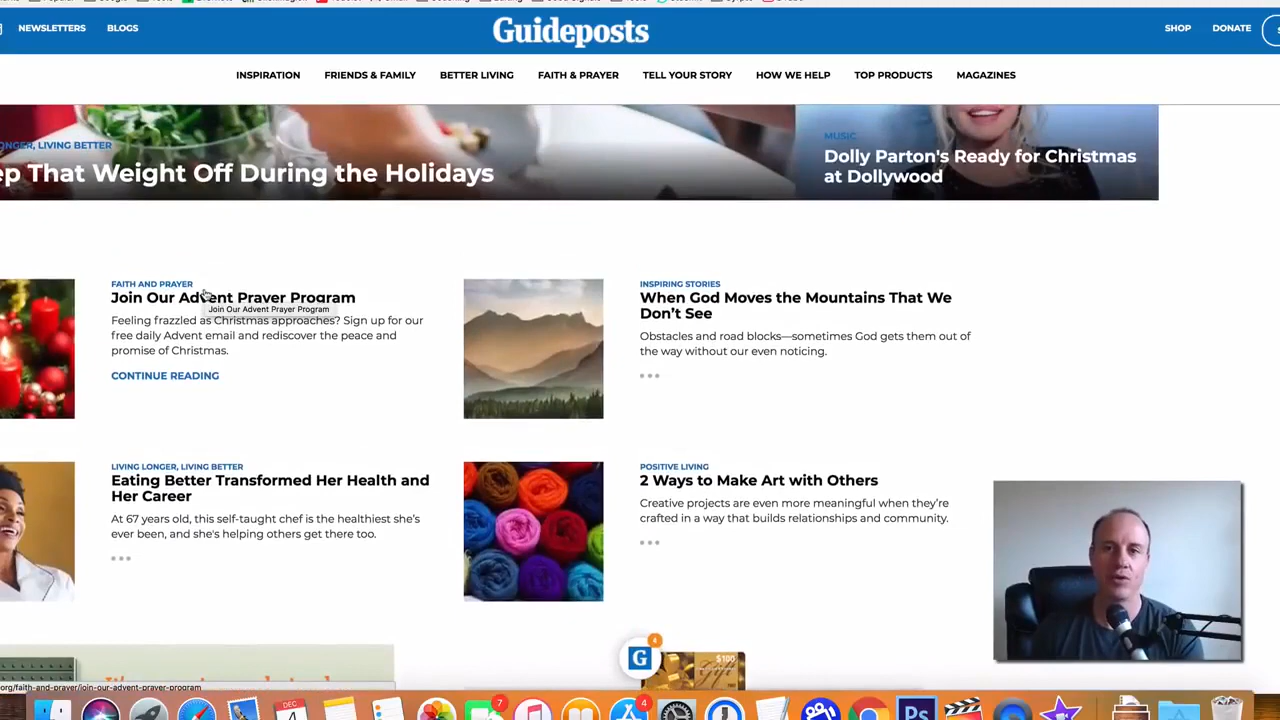 NEWSLETTERS BLOGS Guideposts SHOP DONATE
INSPIRATION FRIENDS & FAMILY BETTER LIVING FAITH & PRAYER TELL YOUR STORY HOW WE HELP TOP PRODUCTS MAGAZINES
LIVING BETTER
That Weight Off During the Holidays
MUSIC
Dolly Parton's Ready for Christmas
at Dollywood
FAITH AND PRAYER
Join Our Advent Prayer Program
Join Our Advent Prayer Program
Feeling frazzled as Christmas approaches? Sign up for our
free daily Advent email and rediscover the peace and
promise of Christmas.
CONTINUE READING
INSPIRING STORIES
When God Moves the Mountains That We
Don't See
Obstacles and road blocks—sometimes God gets them out of
the way without our even noticing.
LIVING LONGER, LIVING BETTER
Eating Better Transformed Her Health and
Her Career
At 67 years old, this self-taught chef is the healthiest she's
ever been, and she's helping others get there too.
POSITIVE LIVING
2 Ways to Make Art with Others
Creative projects are even more meaningful when they're
crafted in a way that builds relationships and community.
G
4
$100
org/faith-and-prayer/join-our-advent-prayer-program
DEC
7
4
Ps